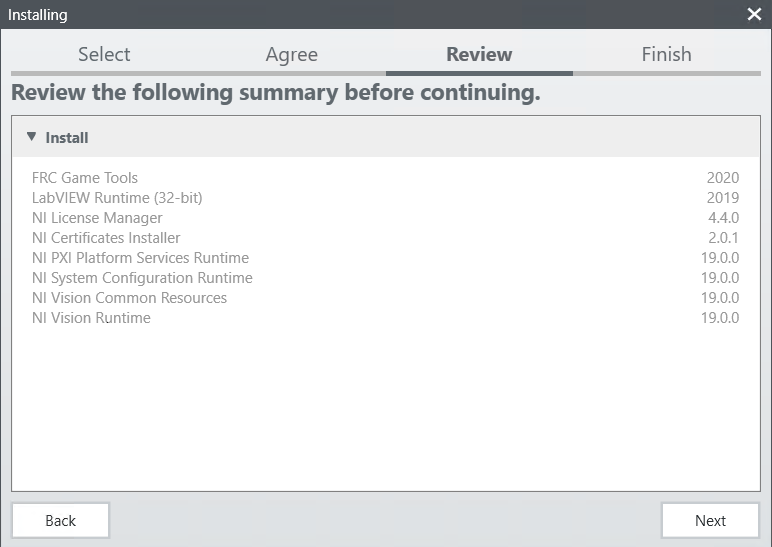 Installing
Select Agree Review Finish
Review the following summary before continuing.
Install
FRC Game Tools 2020
LabVIEW Runtime (32-bit) 2019
NI License Manager 4.4.0
NI Certificates Installer 2.0.1
NI PXI Platform Services Runtime 19.0.0
NI System Configuration Runtime 19.0.0
NI Vision Common Resources 19.0.0
NI Vision Runtime 19.0.0
Back Next